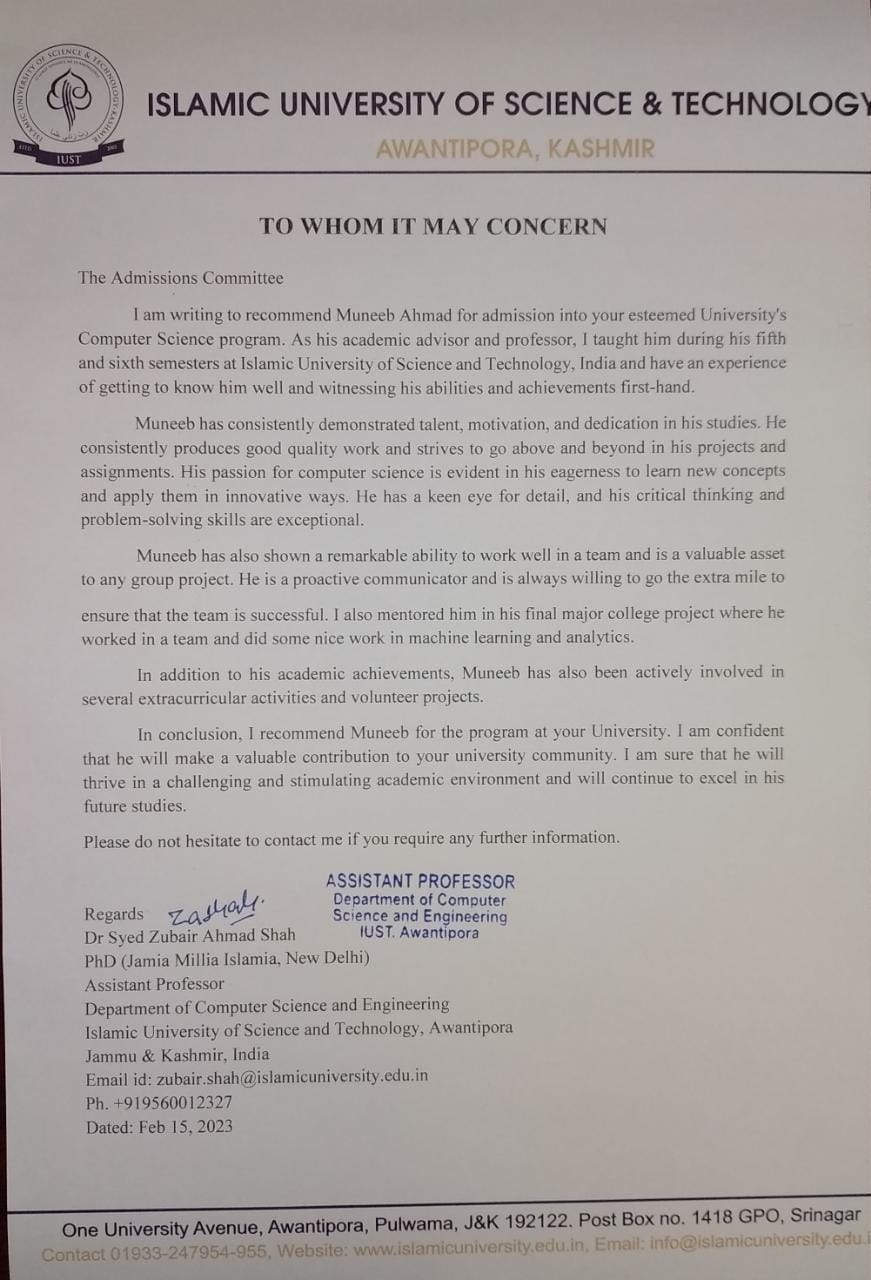 ISLAMIC UNIVERSITY OF SCIENCE & TECHNOLOGY, KASHMIR
IUST
ISLAMIC UNIVERSITY OF SCIENCE & TECHNOLOGY
AWANTIPORA, KASHMIR
TO WHOM IT MAY CONCERN
The Admissions Committee
I am writing to recommend Muneeb Ahmad for admission into your esteemed University's
Computer Science program. As his academic advisor and professor, I taught him during his fifth
and sixth semesters at Islamic University of Science and Technology, India and have an experience
of getting to know him well and witnessing his abilities and achievements first-hand.
Muneeb has consistently demonstrated talent, motivation, and dedication in his studies. He
consistently produces good quality work and strives to go above and beyond in his projects and
assignments. His passion for computer science is evident in his eagerness to learn new concepts
and apply them in innovative ways. He has a keen eye for detail, and his critical thinking and
problem-solving skills are exceptional.
Muneeb has also shown a remarkable ability to work well in a team and is a valuable asset
to any group project. He is a proactive communicator and is always willing to go the extra mile to
ensure that the team is successful. I also mentored him in his final major college project where he
worked in a team and did some nice work in machine learning and analytics.
In addition to his academic achievements, Muneeb has also been actively involved in
several extracurricular activities and volunteer projects.
In conclusion, I recommend Muneeb for the program at your University. I am confident
that he will make a valuable contribution to your university community. I am sure that he will
thrive in a challenging and stimulating academic environment and will continue to excel in his
future studies.
Please do not hesitate to contact me if you require any further information.
ASSISTANT PROFESSOR
Department of Computer
Science and Engineering
IUST. Awantipora
Regards
Dr Syed Zubair Ahmad Shah
PhD (Jamia Millia Islamia, New Delhi)
Assistant Professor
Department of Computer Science and Engineering
Islamic University of Science and Technology, Awantipora
Jammu & Kashmir, India
Email id: zubair.shah@islamicuniversity.edu.in
Ph. +919560012327
Dated: Feb 15, 2023
One University Avenue, Awantipora, Pulwama, J&K 192122. Post Box no. 1418 GPO, Srinagar
Contact 01933-247954-955, Website: www.islamicuniversity.edu.in, Email: info@islamicuniversity.edu.i